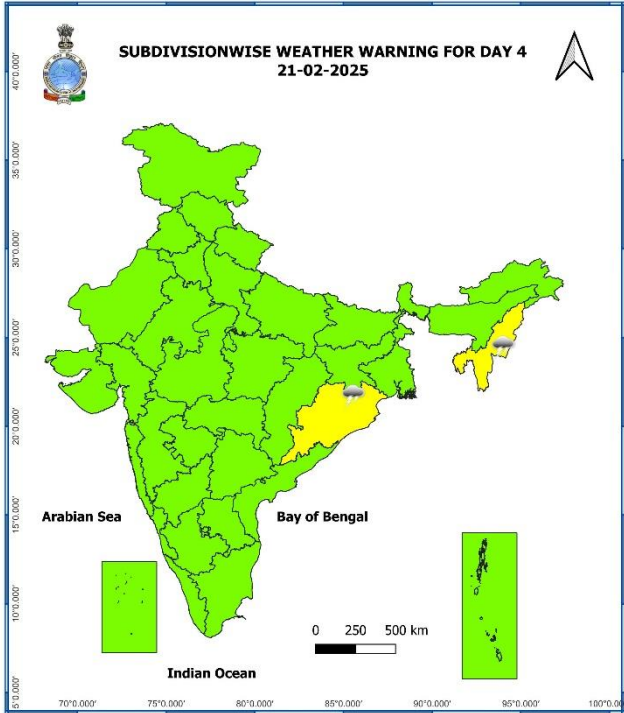 SUBDIVISIONWISE WEATHER WARNING FOR DAY 4
21-02-2025
40°0.000'
35°0.000'
30°0.000'
25°0.000'
20°0.000'
15°0.000'
10°0.000'
5°0.000'
Arabian Sea
Bay of Bengal
0 250 500 km
Indian Ocean
70°0.000' 75°0.000' 80°0.000' 85°0.000' 90°0.000' 95°0.000' 100°0.00